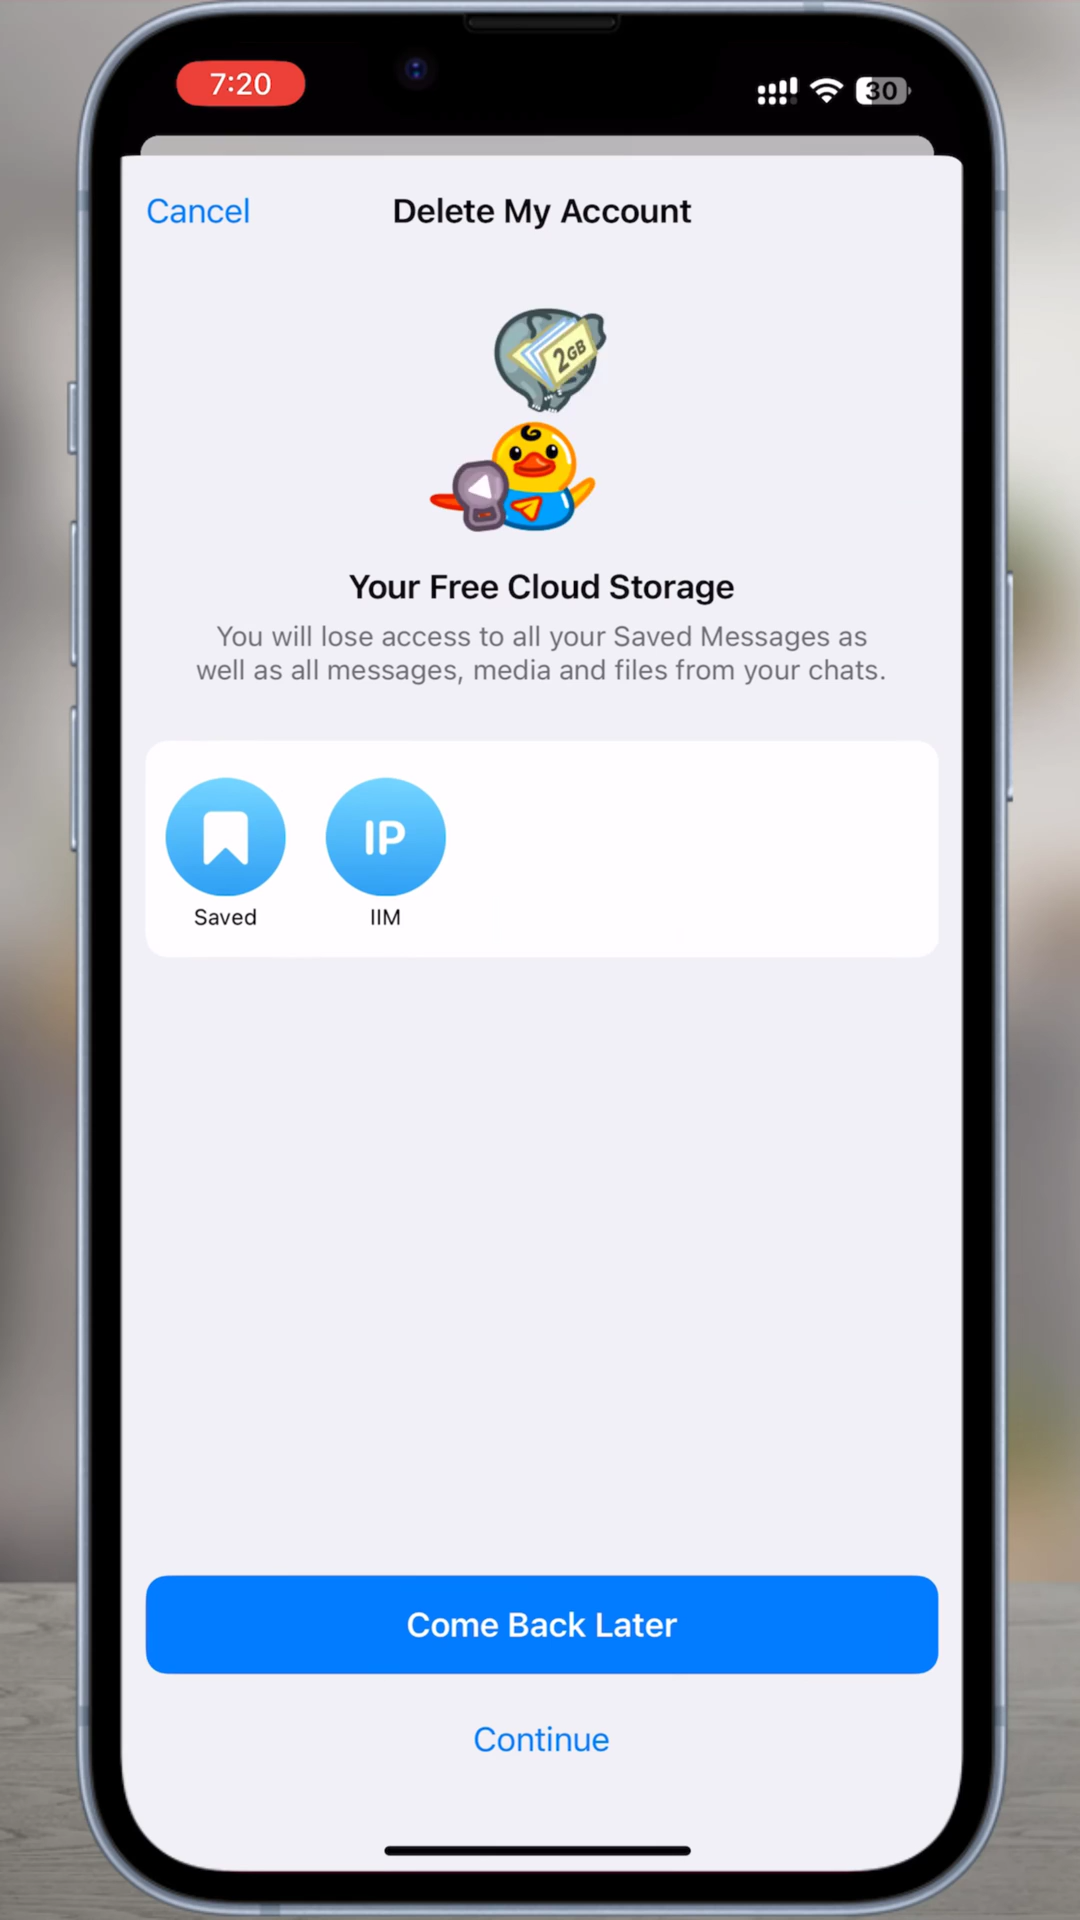 7:20
30
Cancel
Delete My Account
2GB
Your Free Cloud Storage
You will lose access to all your Saved Messages as
well as all messages, media and files from your chats.
IP
Saved
IIM
Come Back Later
Continue